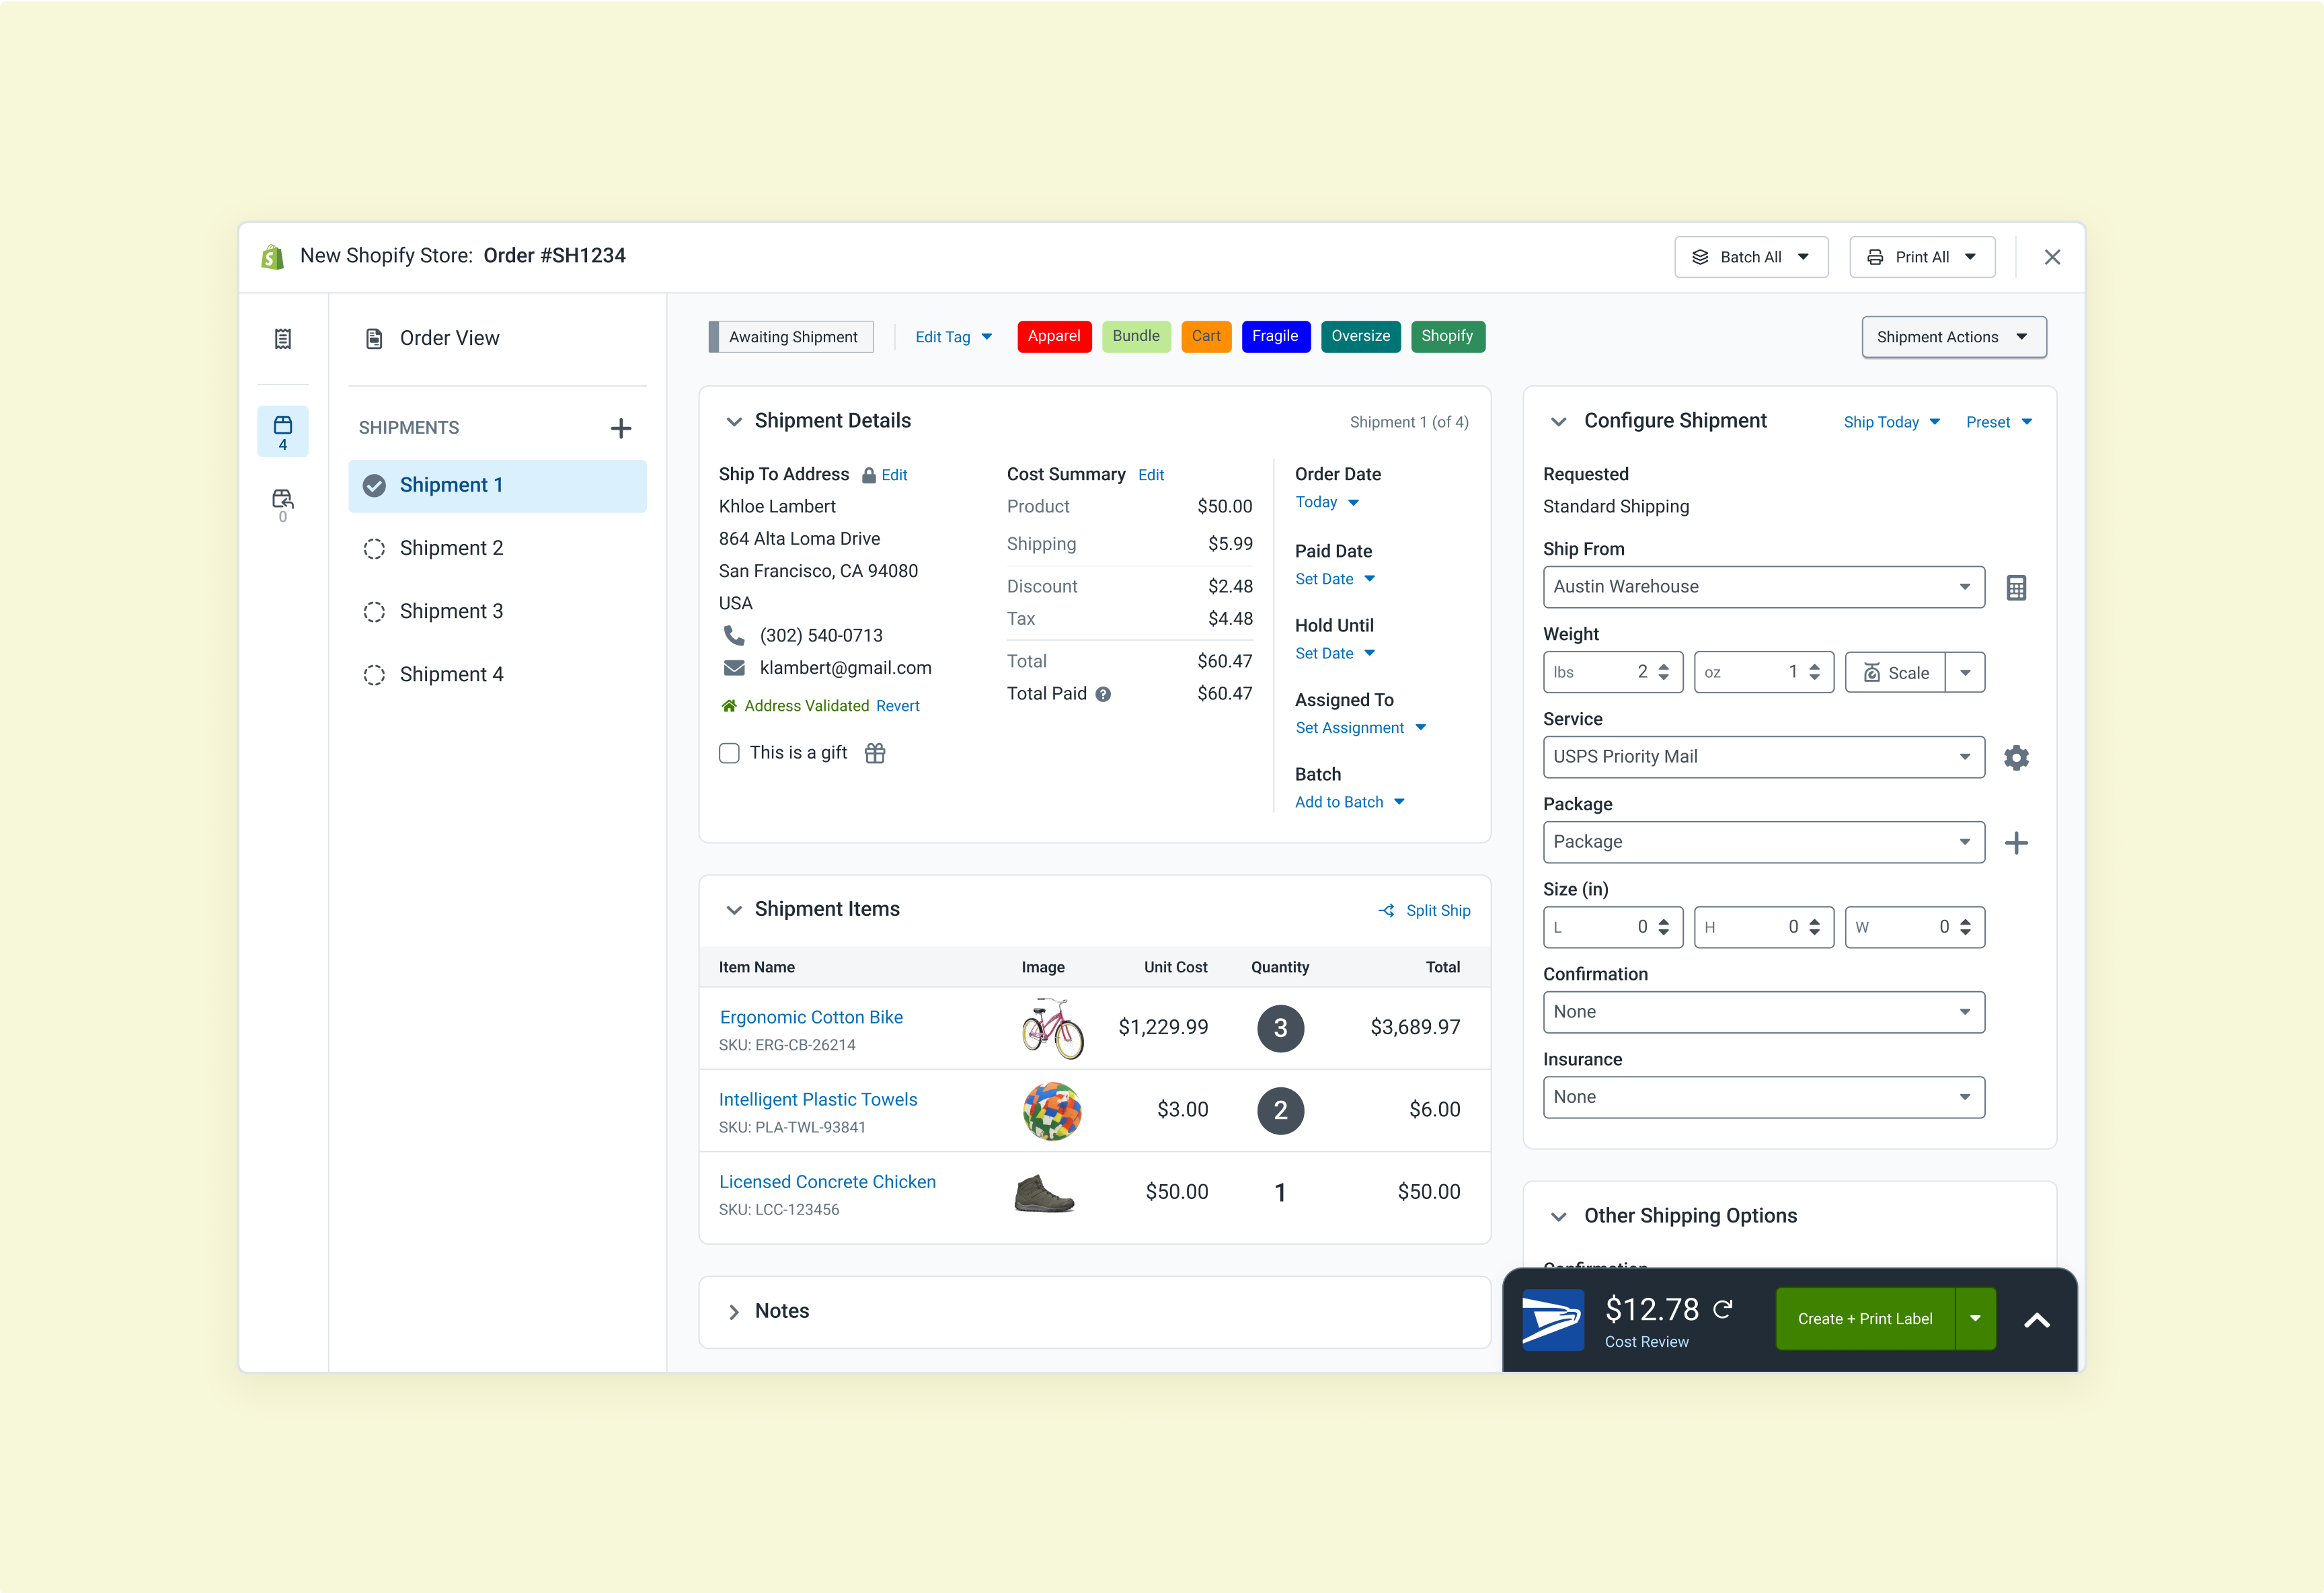 New Shopify Store: Order #SH1234
Batch All
Print All
4
0
Order View
SHIPMENTS
Shipment 1
Shipment 2
Shipment 3
Shipment 4
Awaiting Shipment
Edit Tag
Apparel
Bundle
Cart
Fragile
Oversize
Shopify
Shipment Actions
Shipment Details
Shipment 1 (of 4)
Ship To Address Edit
Khloe Lambert
864 Alta Loma Drive
San Francisco, CA 94080
USA
(302) 540-0713
klambert@gmail.com
Address Validated Revert
This is a gift
Cost Summary Edit
Product $50.00
Shipping $5.99
Discount $2.48
Tax $4.48
Total $60.47
Total Paid ? $60.47
Order Date
Today
Paid Date
Set Date
Hold Until
Set Date
Assigned To
Set Assignment
Batch
Add to Batch
Shipment Items
Split Ship
Item Name Image Unit Cost Quantity Total
Ergonomic Cotton Bike $1,229.99 3 $3,689.97
SKU: ERG-CB-26214
Intelligent Plastic Towels $3.00 2 $6.00
SKU: PLA-TWL-93841
Licensed Concrete Chicken $50.00 1 $50.00
SKU: LCC-123456
Notes
Configure Shipment
Ship Today
Preset
Requested
Standard Shipping
Ship From
Austin Warehouse
Weight
lbs 2 oz 1 Scale
Service
USPS Priority Mail
Package
Package
Size (in)
L 0 H 0 W 0
Confirmation
None
Insurance
None
Other Shipping Options
Confirmation
$12.78
Cost Review
Create + Print Label